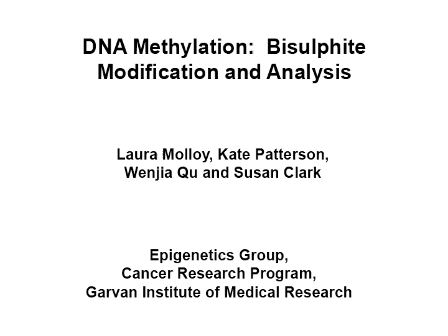 DNA Methylation: Bisulphite
Modification and Analysis
Laura Molloy, Kate Patterson,
Wenjia Qu and Susan Clark
Epigenetics Group,
Cancer Research Program,
Garvan Institute of Medical Research